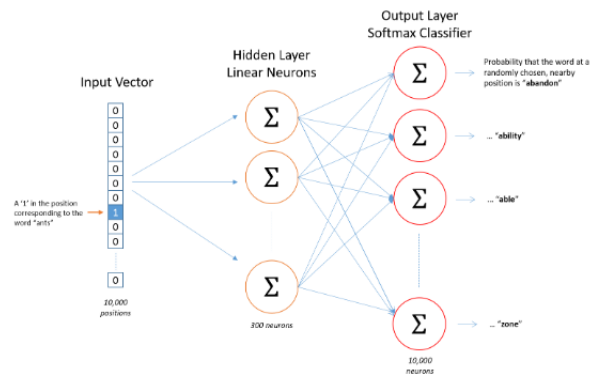 Output Layer
Softmax Classifier
Hidden Layer
Linear Neurons
Input Vector
Probability that the word at a
randomly chosen, nearby
position is "abandon"
0
0
0
0
0
0
A '1' in the position
corresponding to the
word "ants"
1
0
0
0
10,000
positions
Σ
Σ
Σ
300 neurons
Σ
Σ
Σ
Σ
10,000
neurons
... "ability"
... "able"
... "zone"